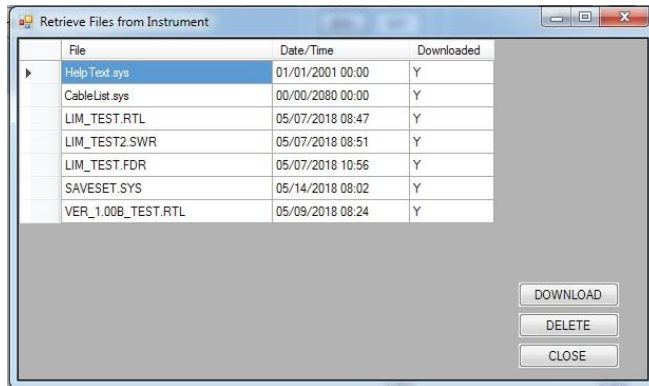 Retrieve Files from Instrument
File Date/Time Downloaded
HelpText.sys 01/01/2001 00:00 Y
CableList.sys 00/00/2080 00:00 Y
LIM_TEST.RTL 05/07/2018 08:47 Y
LIM_TEST2.SWR 05/07/2018 08:51 Y
LIM_TEST.FDR 05/07/2018 10:56 Y
SAVESET.SYS 05/14/2018 08:02 Y
VER_1.00B_TEST.RTL 05/09/2018 08:24 Y
DOWNLOAD
DELETE
CLOSE